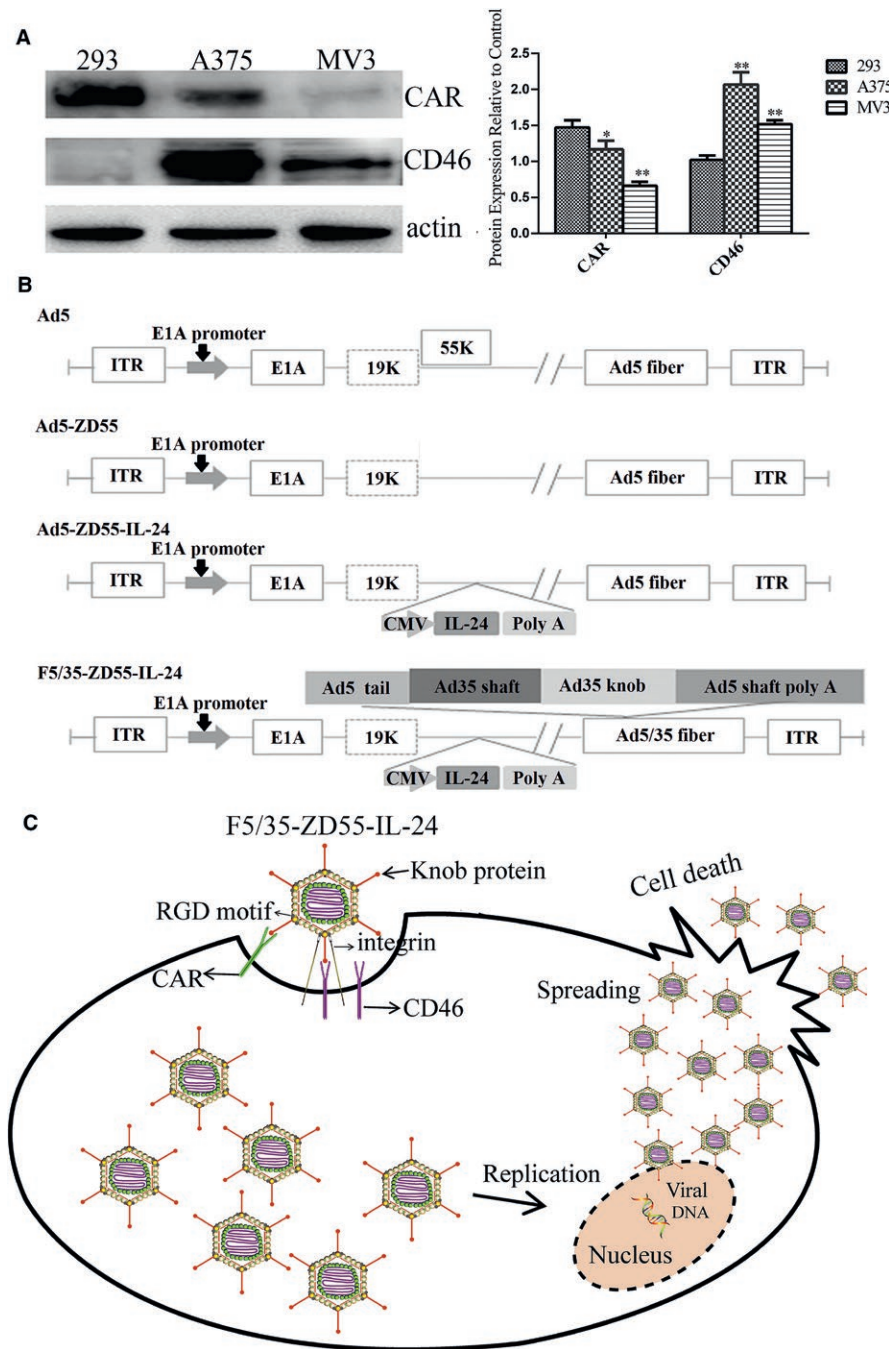 A
293 A375 MV3
CAR
CD46
actin
Protein Expression Relative to Control
2.5
2.0
1.5
1.0
0.5
0.0
*
**
**
**
CAR
CD46
293
A375
MV3
B
Ad5
E1A promoter
ITR E1A 19K 55K Ad5 fiber ITR
Ad5-ZD55
E1A promoter
ITR E1A 19K Ad5 fiber ITR
Ad5-ZD55-IL-24
E1A promoter
ITR E1A 19K Ad5 fiber ITR
CMV IL-24 Poly A
F5/35-ZD55-IL-24
Ad5 tail Ad35 shaft Ad35 knob Ad5 shaft poly A
E1A promoter
ITR E1A 19K Ad5/35 fiber ITR
CMV IL-24 Poly A
C
F5/35-ZD55-IL-24
Knob protein
RGD motif
integrin
CAR
CD46
Cell death
Spreading
Replication
Viral
DNA
Nucleus